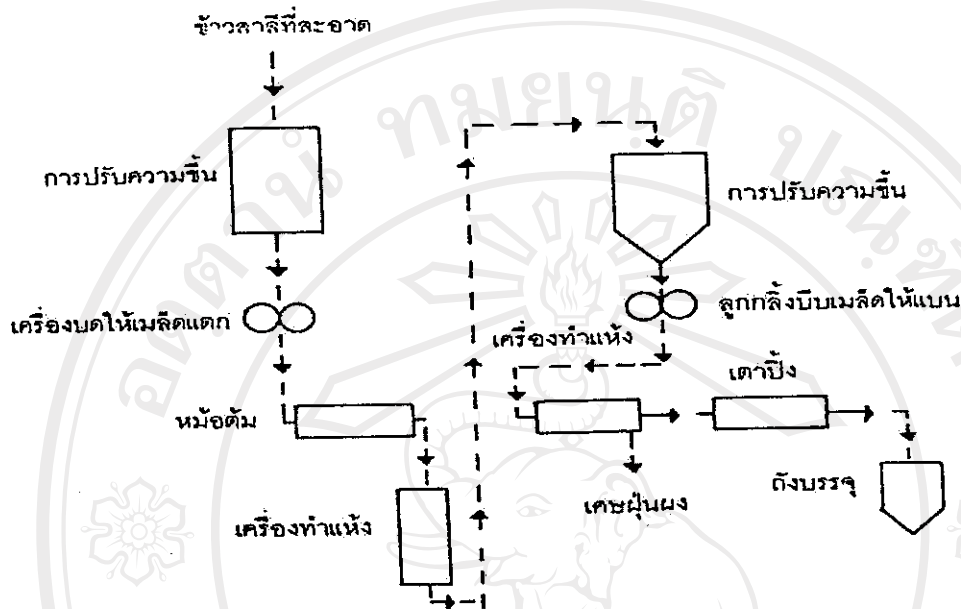 ข้าวสาลีที่สะอาด
การปรับความชื้น
เครื่องบดให้เมล็ดแตก
หม้อต้ม
เครื่องทำแห้ง
การปรับความชื้น
ลูกกลิ้งบีบเมล็ดให้แบน
เครื่องทำแห้ง
เตาปิ้ง
เศษฝุ่นผง
ถังบรรจุ